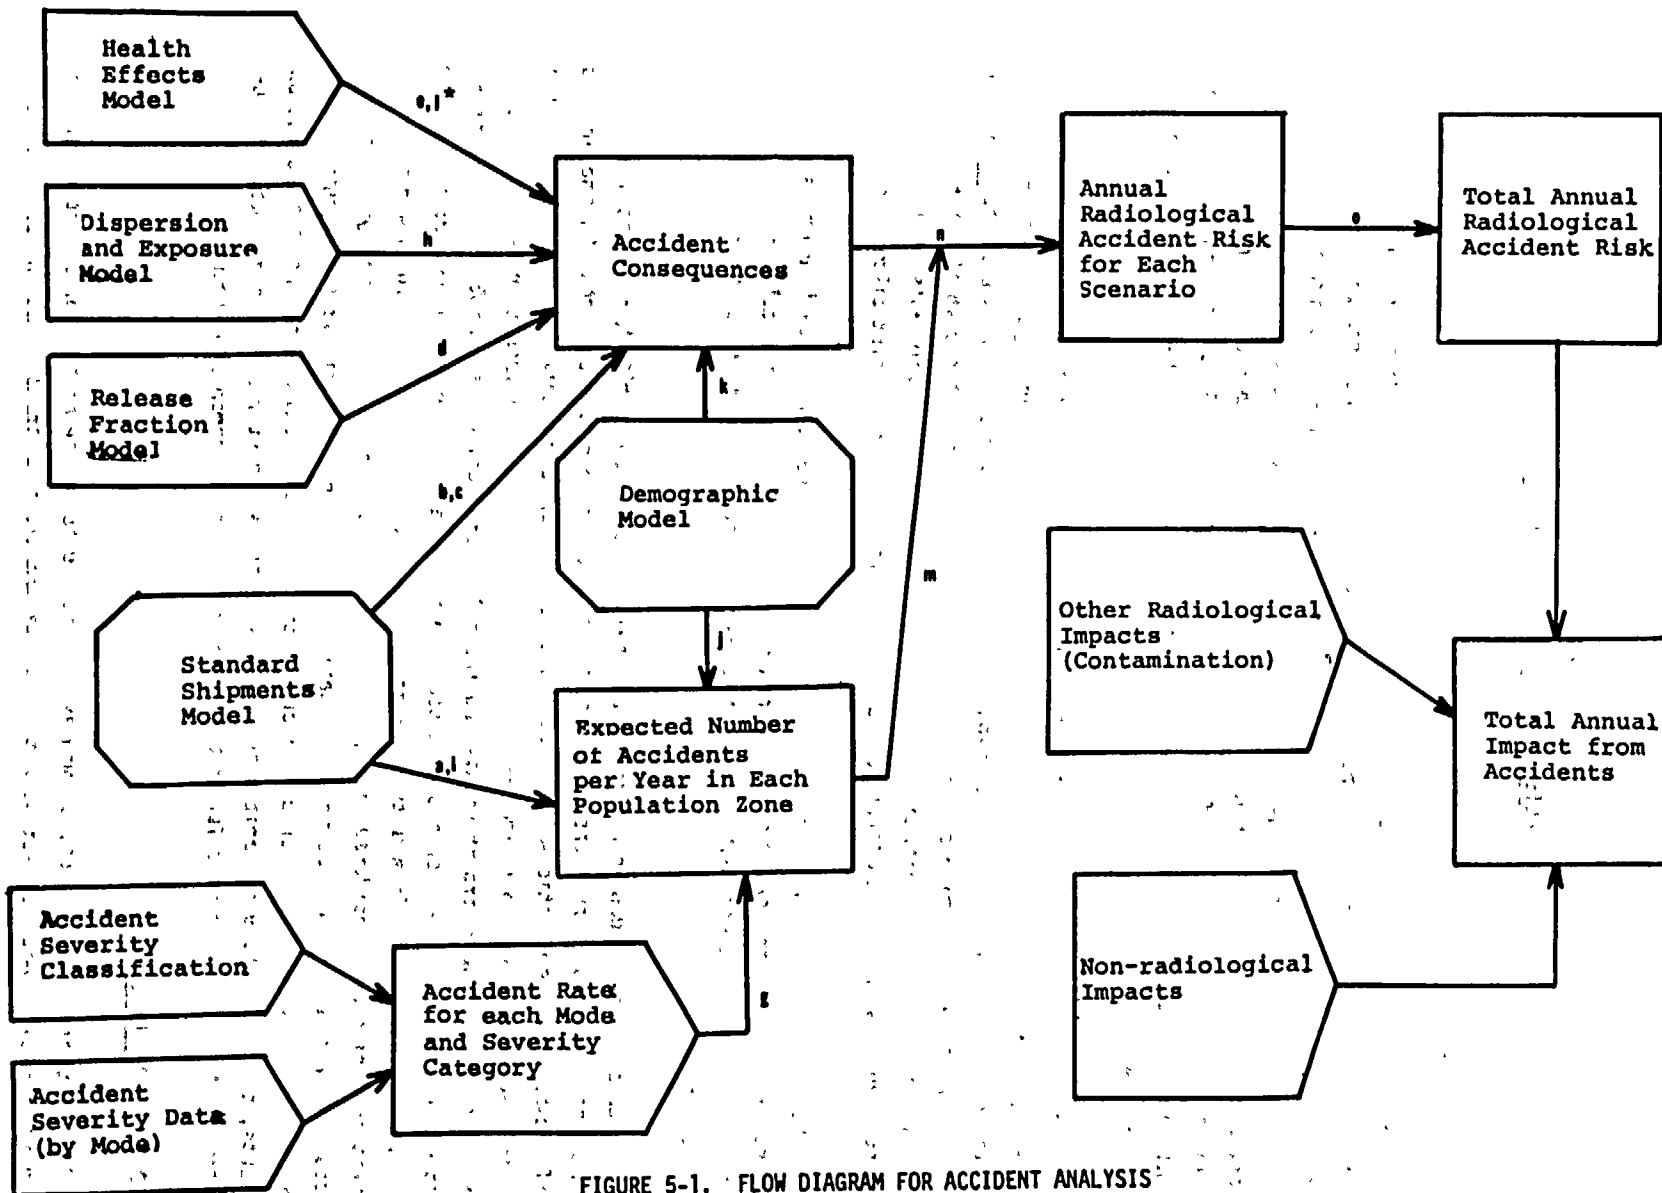 Health
Effects
Model
Dispersion
and Exposure
Model
Release
Fraction
Model
h
d
b,c
Accident
Consequences
k
Demographic
Model
j
n
m
Annual
Radiological
Accident Risk
for Each
Scenario
Total Annual
Radiological
Accident Risk
Standard
Shipments
Model
a,i
Expected Number
of Accidents
per Year in Each
Population Zone
Other Radiological
Impacts
(Contamination)
Total Annual
Impact from
Accidents
Accident
Severity
Classification
Accident Rate
for each Mode
and Severity
Category
g
Non-radiological
Impacts
Accident
Severity Data
(by Mode)
FIGURE 5-1. FLOW DIAGRAM FOR ACCIDENT ANALYSIS